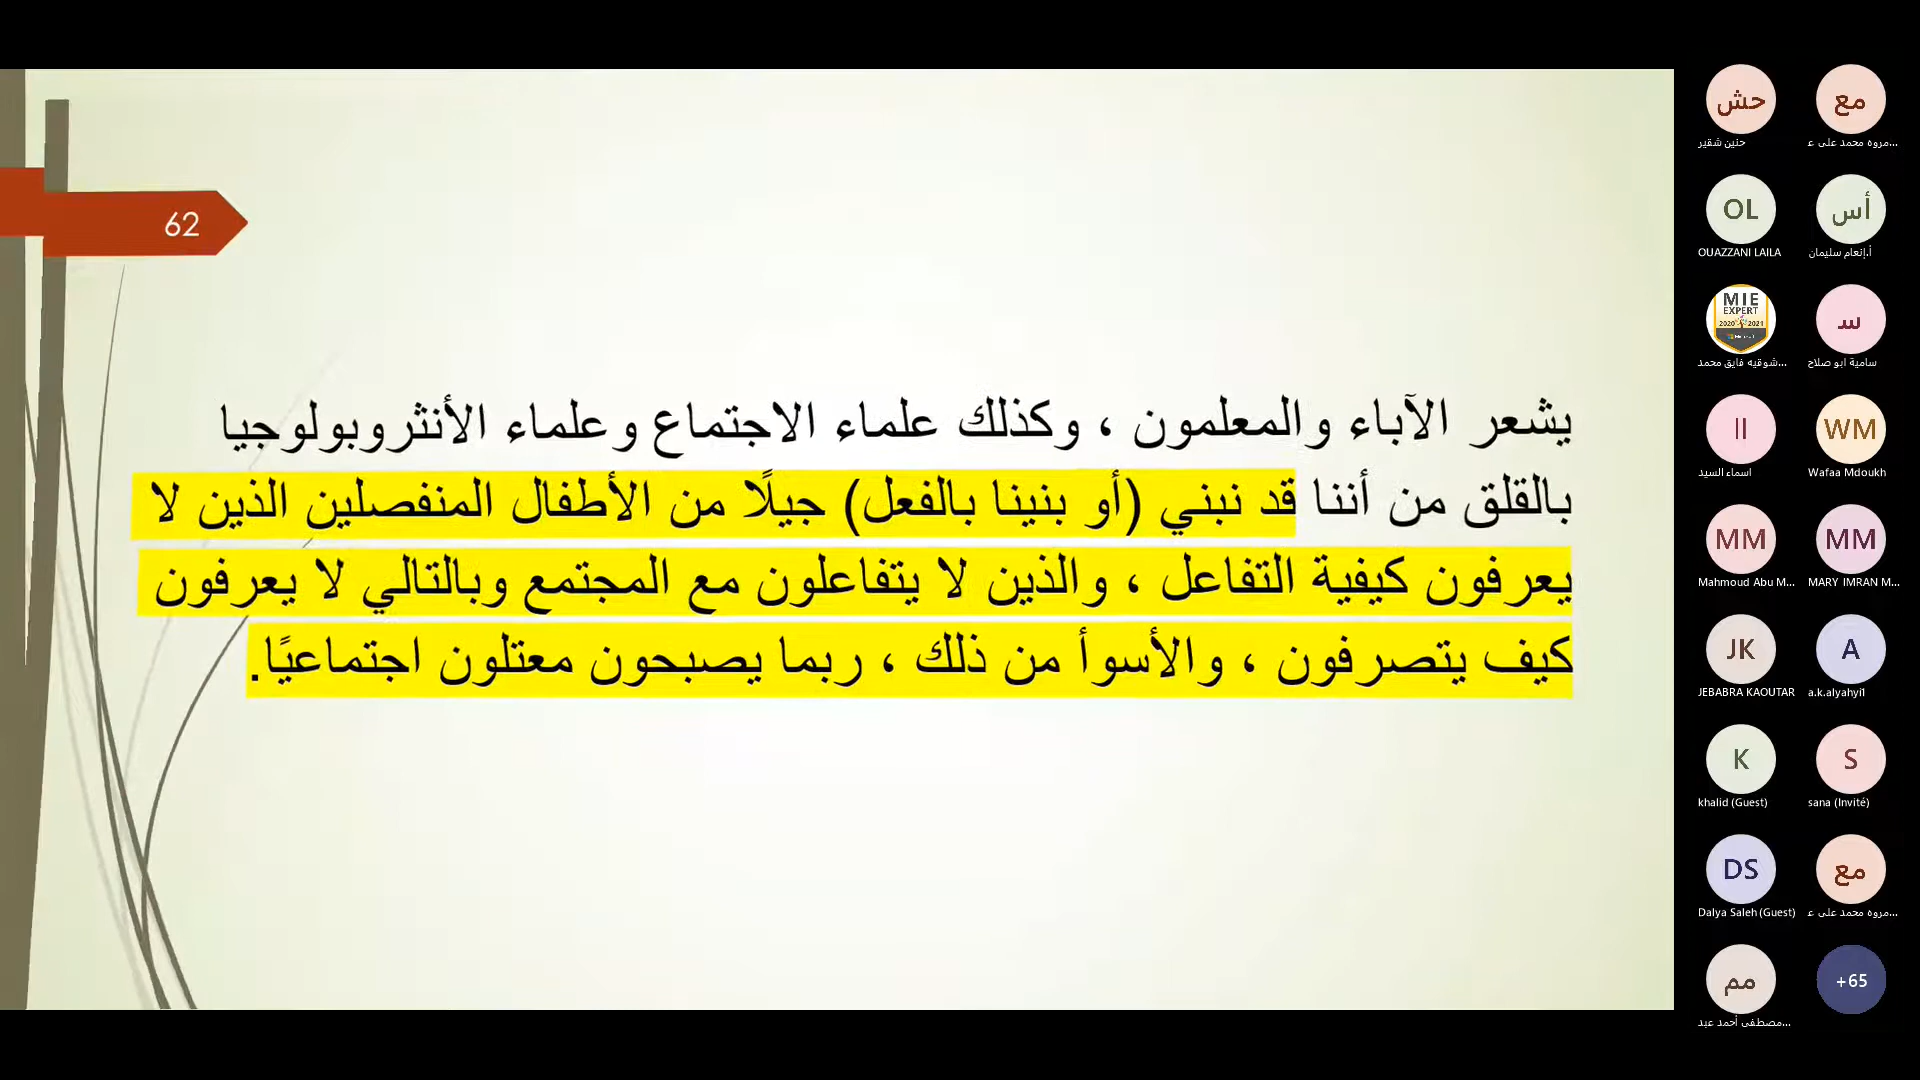 62
يشعر الآباء والمعلمون ، وكذلك علماء الاجتماع وعلماء الأنثروبولوجيا
بالقلق من أننا قد نبني (أو بنينا بالفعل) جيلًا من الأطفال المنفصلين الذين لا
يعرفون كيفية التفاعل ، والذين لا يتفاعلون مع المجتمع وبالتالي لا يعرفون
كيف يتصرفون ، والأسوأ من ذلك ، ربما يصبحون معتلون اجتماعيًا.
حش
حنين شقير
مع
مروه محمد على ع...
OL
OUAZZANI LAILA
أس
أ.إنعام سليمان
MIE
EXPERT
2020 2021
شوقيه فايق محمد...
س
سامية ابو صلاح
اا
اسماء السيد
WM
Wafaa Mdoukh
MM
Mahmoud Abu M...
MM
MARY IMRAN M...
JK
JEBABRA KAOUTAR
A
a.k.alyahyi1
K
khalid (Guest)
S
sana (Invité)
DS
Dalya Saleh (Guest)
مع
مروه محمد على ع...
مم
مصطفى أحمد عبد...
+65